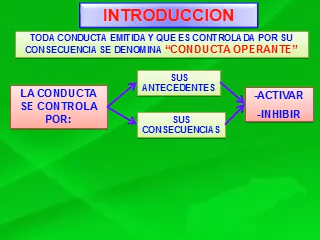 INTRODUCCION
TODA CONDUCTA EMITIDA Y QUE ES CONTROLADA POR SU
CONSECUENCIA SE DENOMINA “CONDUCTA OPERANTE”
LA CONDUCTA
SE CONTROLA
POR:
SUS
ANTECEDENTES
SUS
CONSECUENCIAS
-ACTIVAR
-INHIBIR